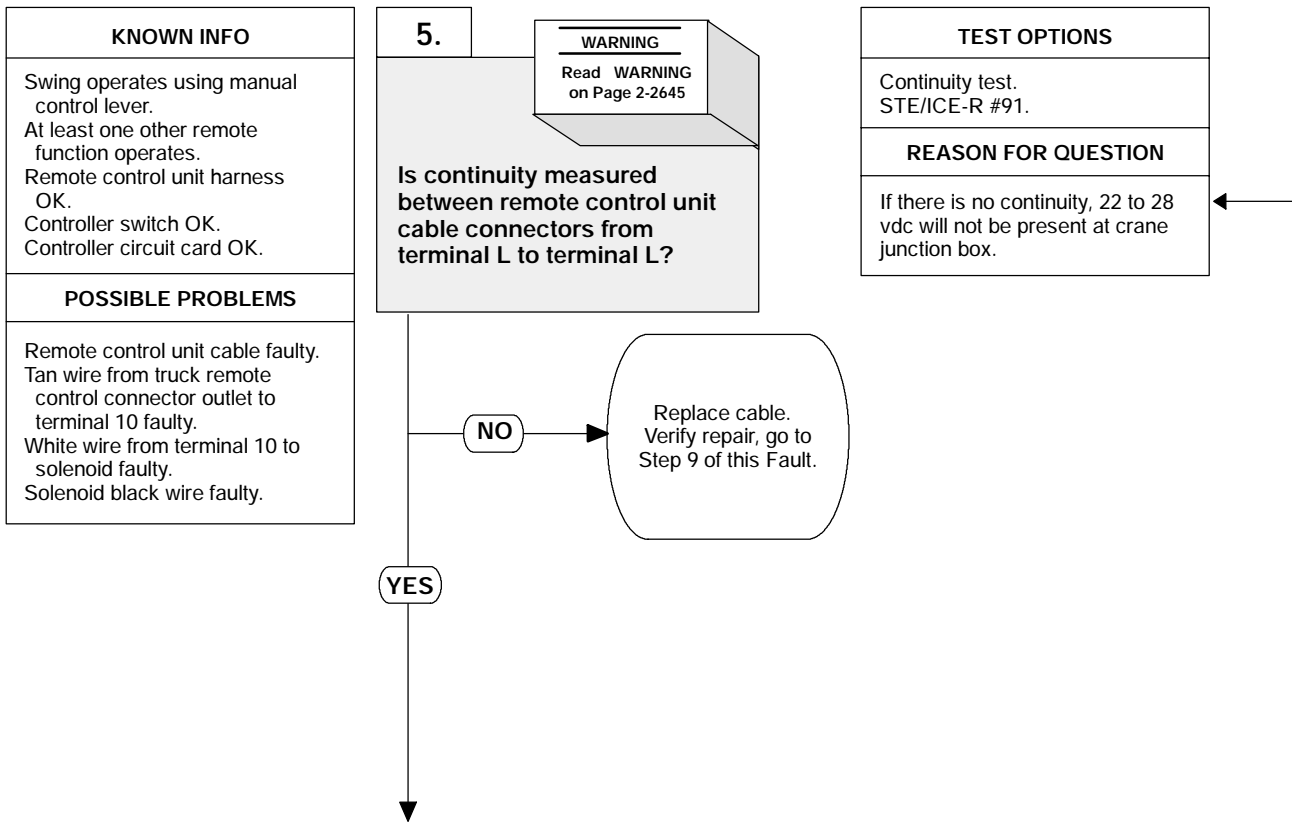 KNOWN INFO
Swing operates using manual
control lever.
At least one other remote
function operates.
Remote control unit harness
OK.
Controller switch OK.
Controller circuit card OK.
POSSIBLE PROBLEMS
Remote control unit cable faulty.
Tan wire from truck remote
control connector outlet to
terminal 10 faulty.
White wire from terminal 10 to
solenoid faulty.
Solenoid black wire faulty.
5.
WARNING
Read WARNING
on Page 2-2645
Is continuity measured
between remote control unit
cable connectors from
terminal L to terminal L?
NO
Replace cable.
Verify repair, go to
Step 9 of this Fault.
YES
TEST OPTIONS
Continuity test.
STE/ICE-R #91.
REASON FOR QUESTION
If there is no continuity, 22 to 28
vdc will not be present at crane
junction box.